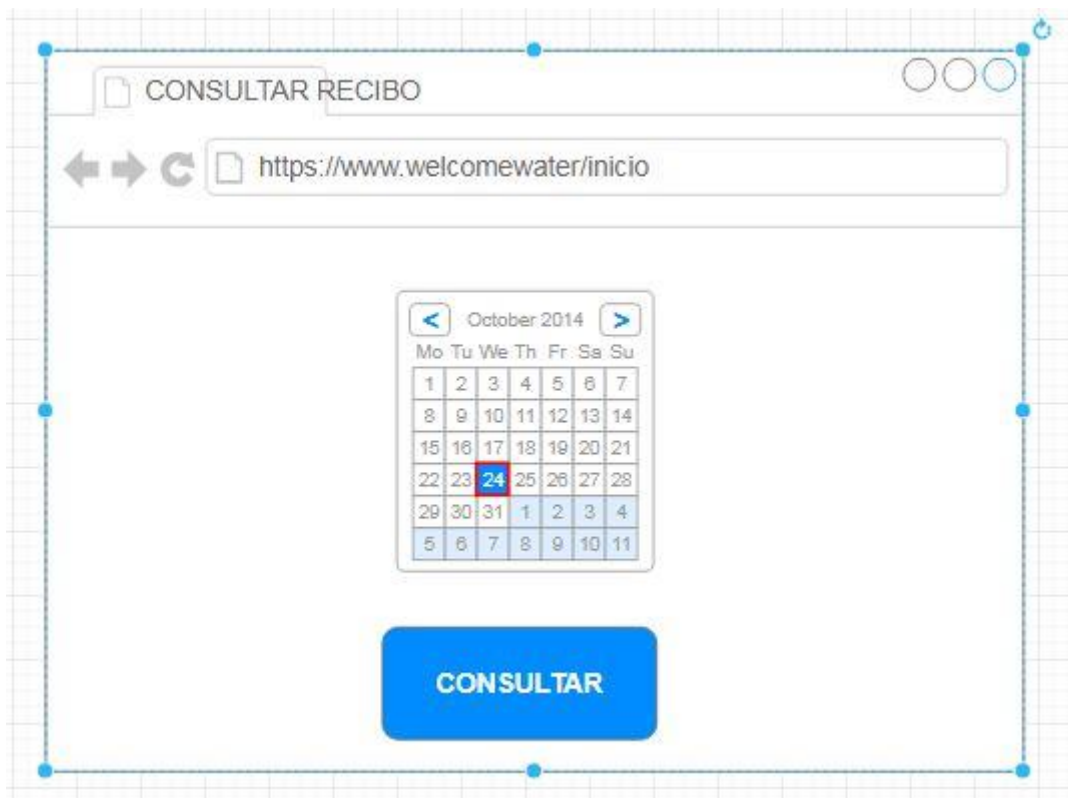 CONSULTAR RECIBO
https://www.welcomewater/inicio
< October 2014 >
Mo Tu We Th Fr Sa Su
1 2 3 4 5 6 7
8 9 10 11 12 13 14
15 16 17 18 19 20 21
22 23 24 25 26 27 28
29 30 31 1 2 3 4
5 6 7 8 9 10 11
CONSULTAR